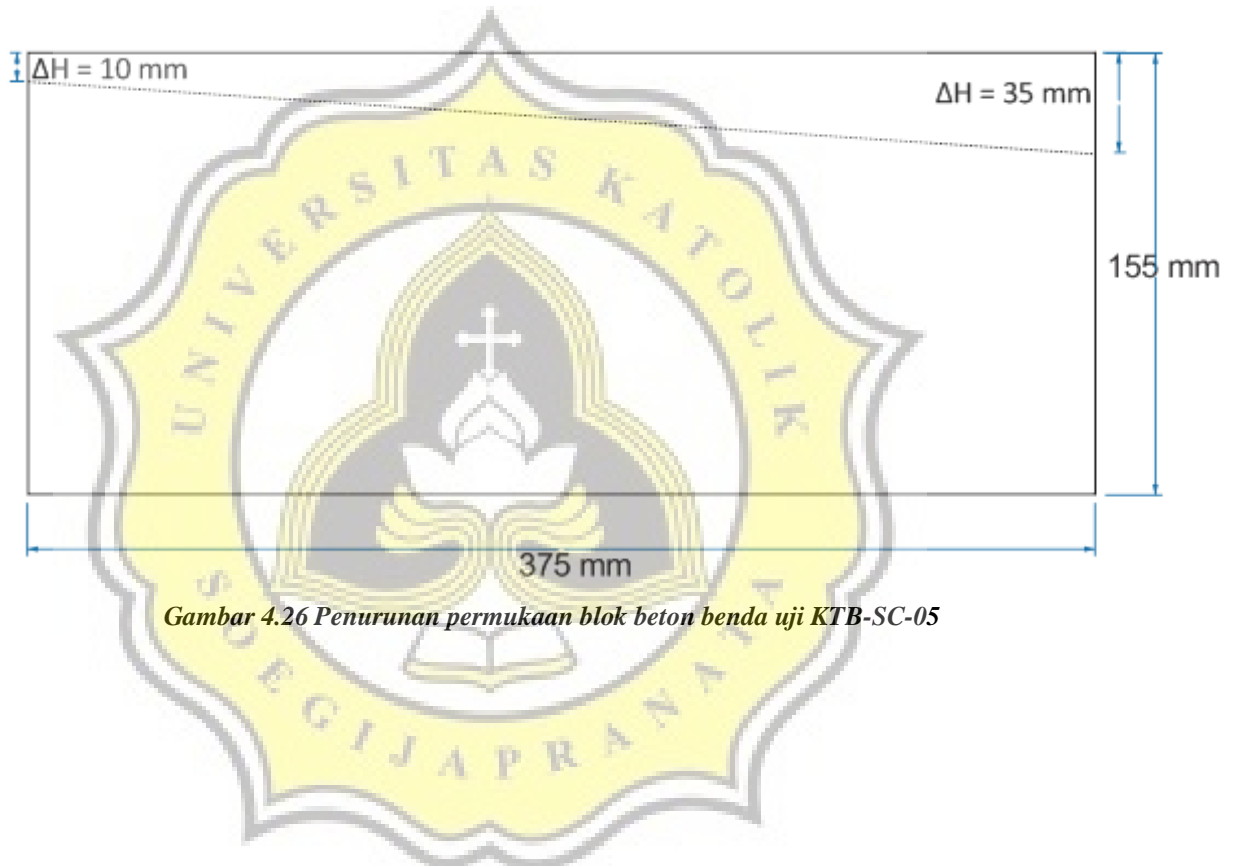 ΔH = 10 mm
ΔH = 35 mm
UNIVERSITAS KATOLIK
155 mm
375 mm
Gambar 4.26 Penurunan permukaan blok beton benda uji KTB-SC-05
SOEGIJAPRANATA